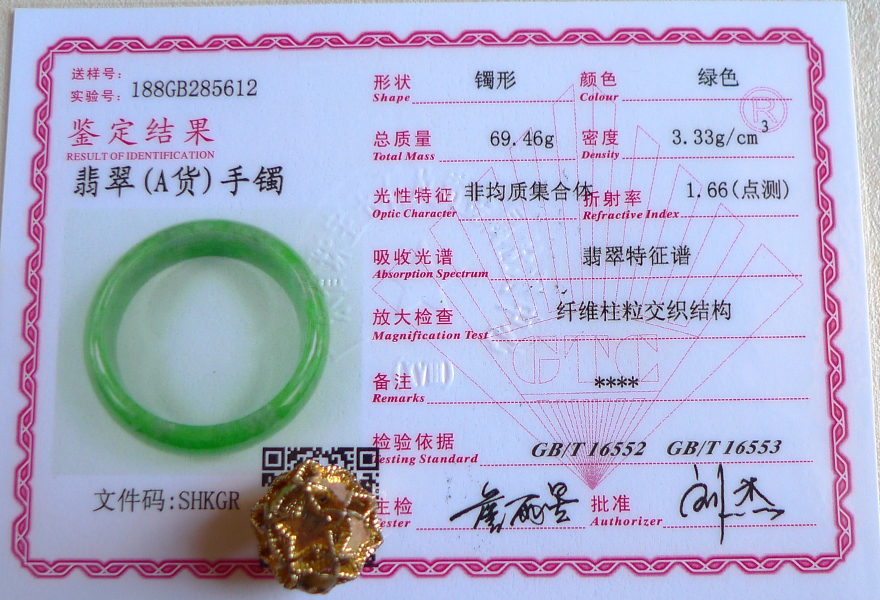 送样号:
实验号: 188GB285612
鉴定结果
RESULT OF IDENTIFICATION
翡翠(A货)手镯
文件码:SHKGR
形状 镯形 颜色 绿色
Shape Colour
®
总质量 69.46g 密度 3.33g/cm³
Total Mass Density
光性特征 非均质集合体 折射率 1.66(点测)
Optic Character Refractive Index
吸收光谱 翡翠特征谱
Absorption Spectrum
放大检查 纤维柱粒交织结构
Magnification Test
GTC
备注 ****
Remarks
检验依据 GB/T 16552 GB/T 16553
Testing Standard
主检 批准
Tester Authorizer